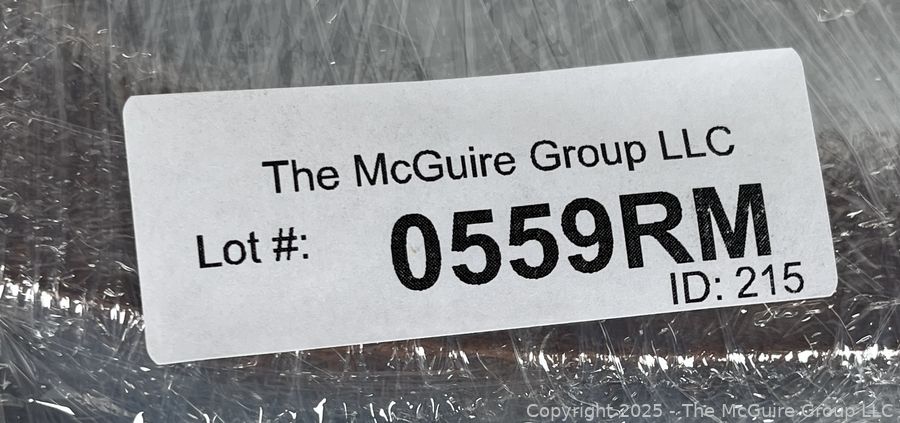 The McGuire Group LLC
Lot #: 0559RM
ID: 215
Copyright 2025 - The McGuire Group LLC